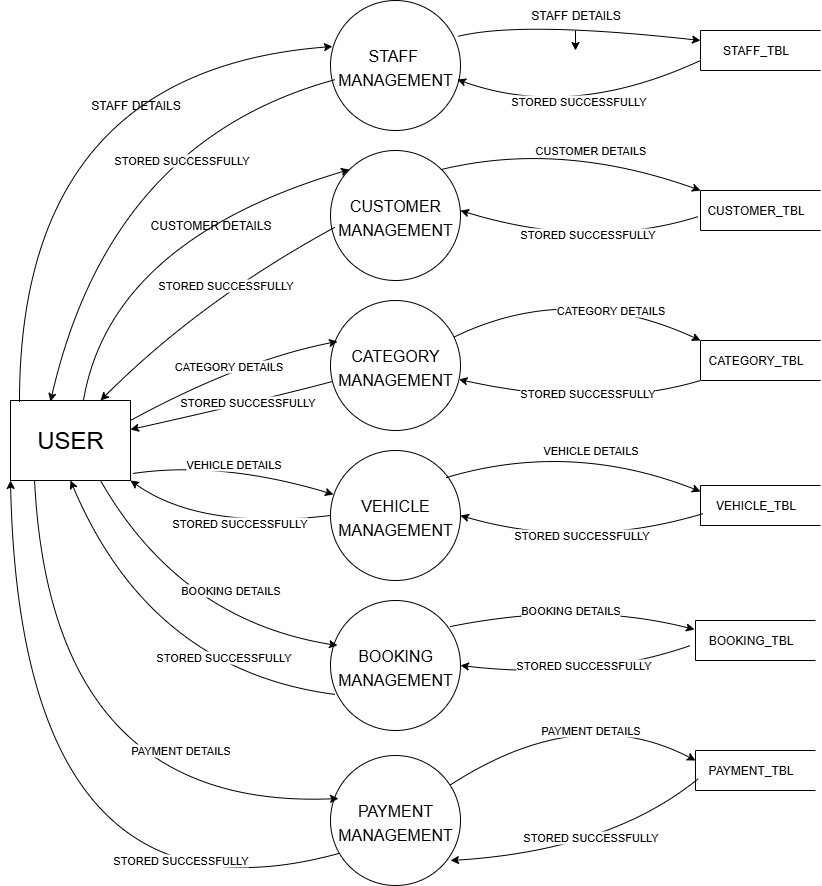 STAFF DETAILS
STAFF
MANAGEMENT
STAFF_TBL
STAFF DETAILS
STORED SUCCESSFULLY
STORED SUCCESSFULLY
CUSTOMER DETAILS
CUSTOMER
MANAGEMENT
CUSTOMER_TBL
CUSTOMER DETAILS
STORED SUCCESSFULLY
STORED SUCCESSFULLY
CATEGORY DETAILS
CATEGORY
MANAGEMENT
CATEGORY_TBL
CATEGORY DETAILS
STORED SUCCESSFULLY
STORED SUCCESSFULLY
USER
VEHICLE DETAILS
VEHICLE DETAILS
VEHICLE
MANAGEMENT
VEHICLE_TBL
STORED SUCCESSFULLY
STORED SUCCESSFULLY
BOOKING DETAILS
BOOKING DETAILS
BOOKING
MANAGEMENT
BOOKING_TBL
STORED SUCCESSFULLY
STORED SUCCESSFULLY
PAYMENT DETAILS
PAYMENT DETAILS
PAYMENT
MANAGEMENT
PAYMENT_TBL
STORED SUCCESSFULLY
STORED SUCCESSFULLY